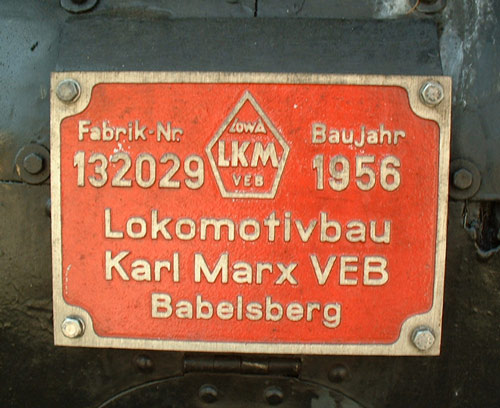 Fabrik-Nr.
132029
LOWA
LKM
VEB
Baujahr
1956
Lokomotivbau
Karl Marx VEB
Babelsberg